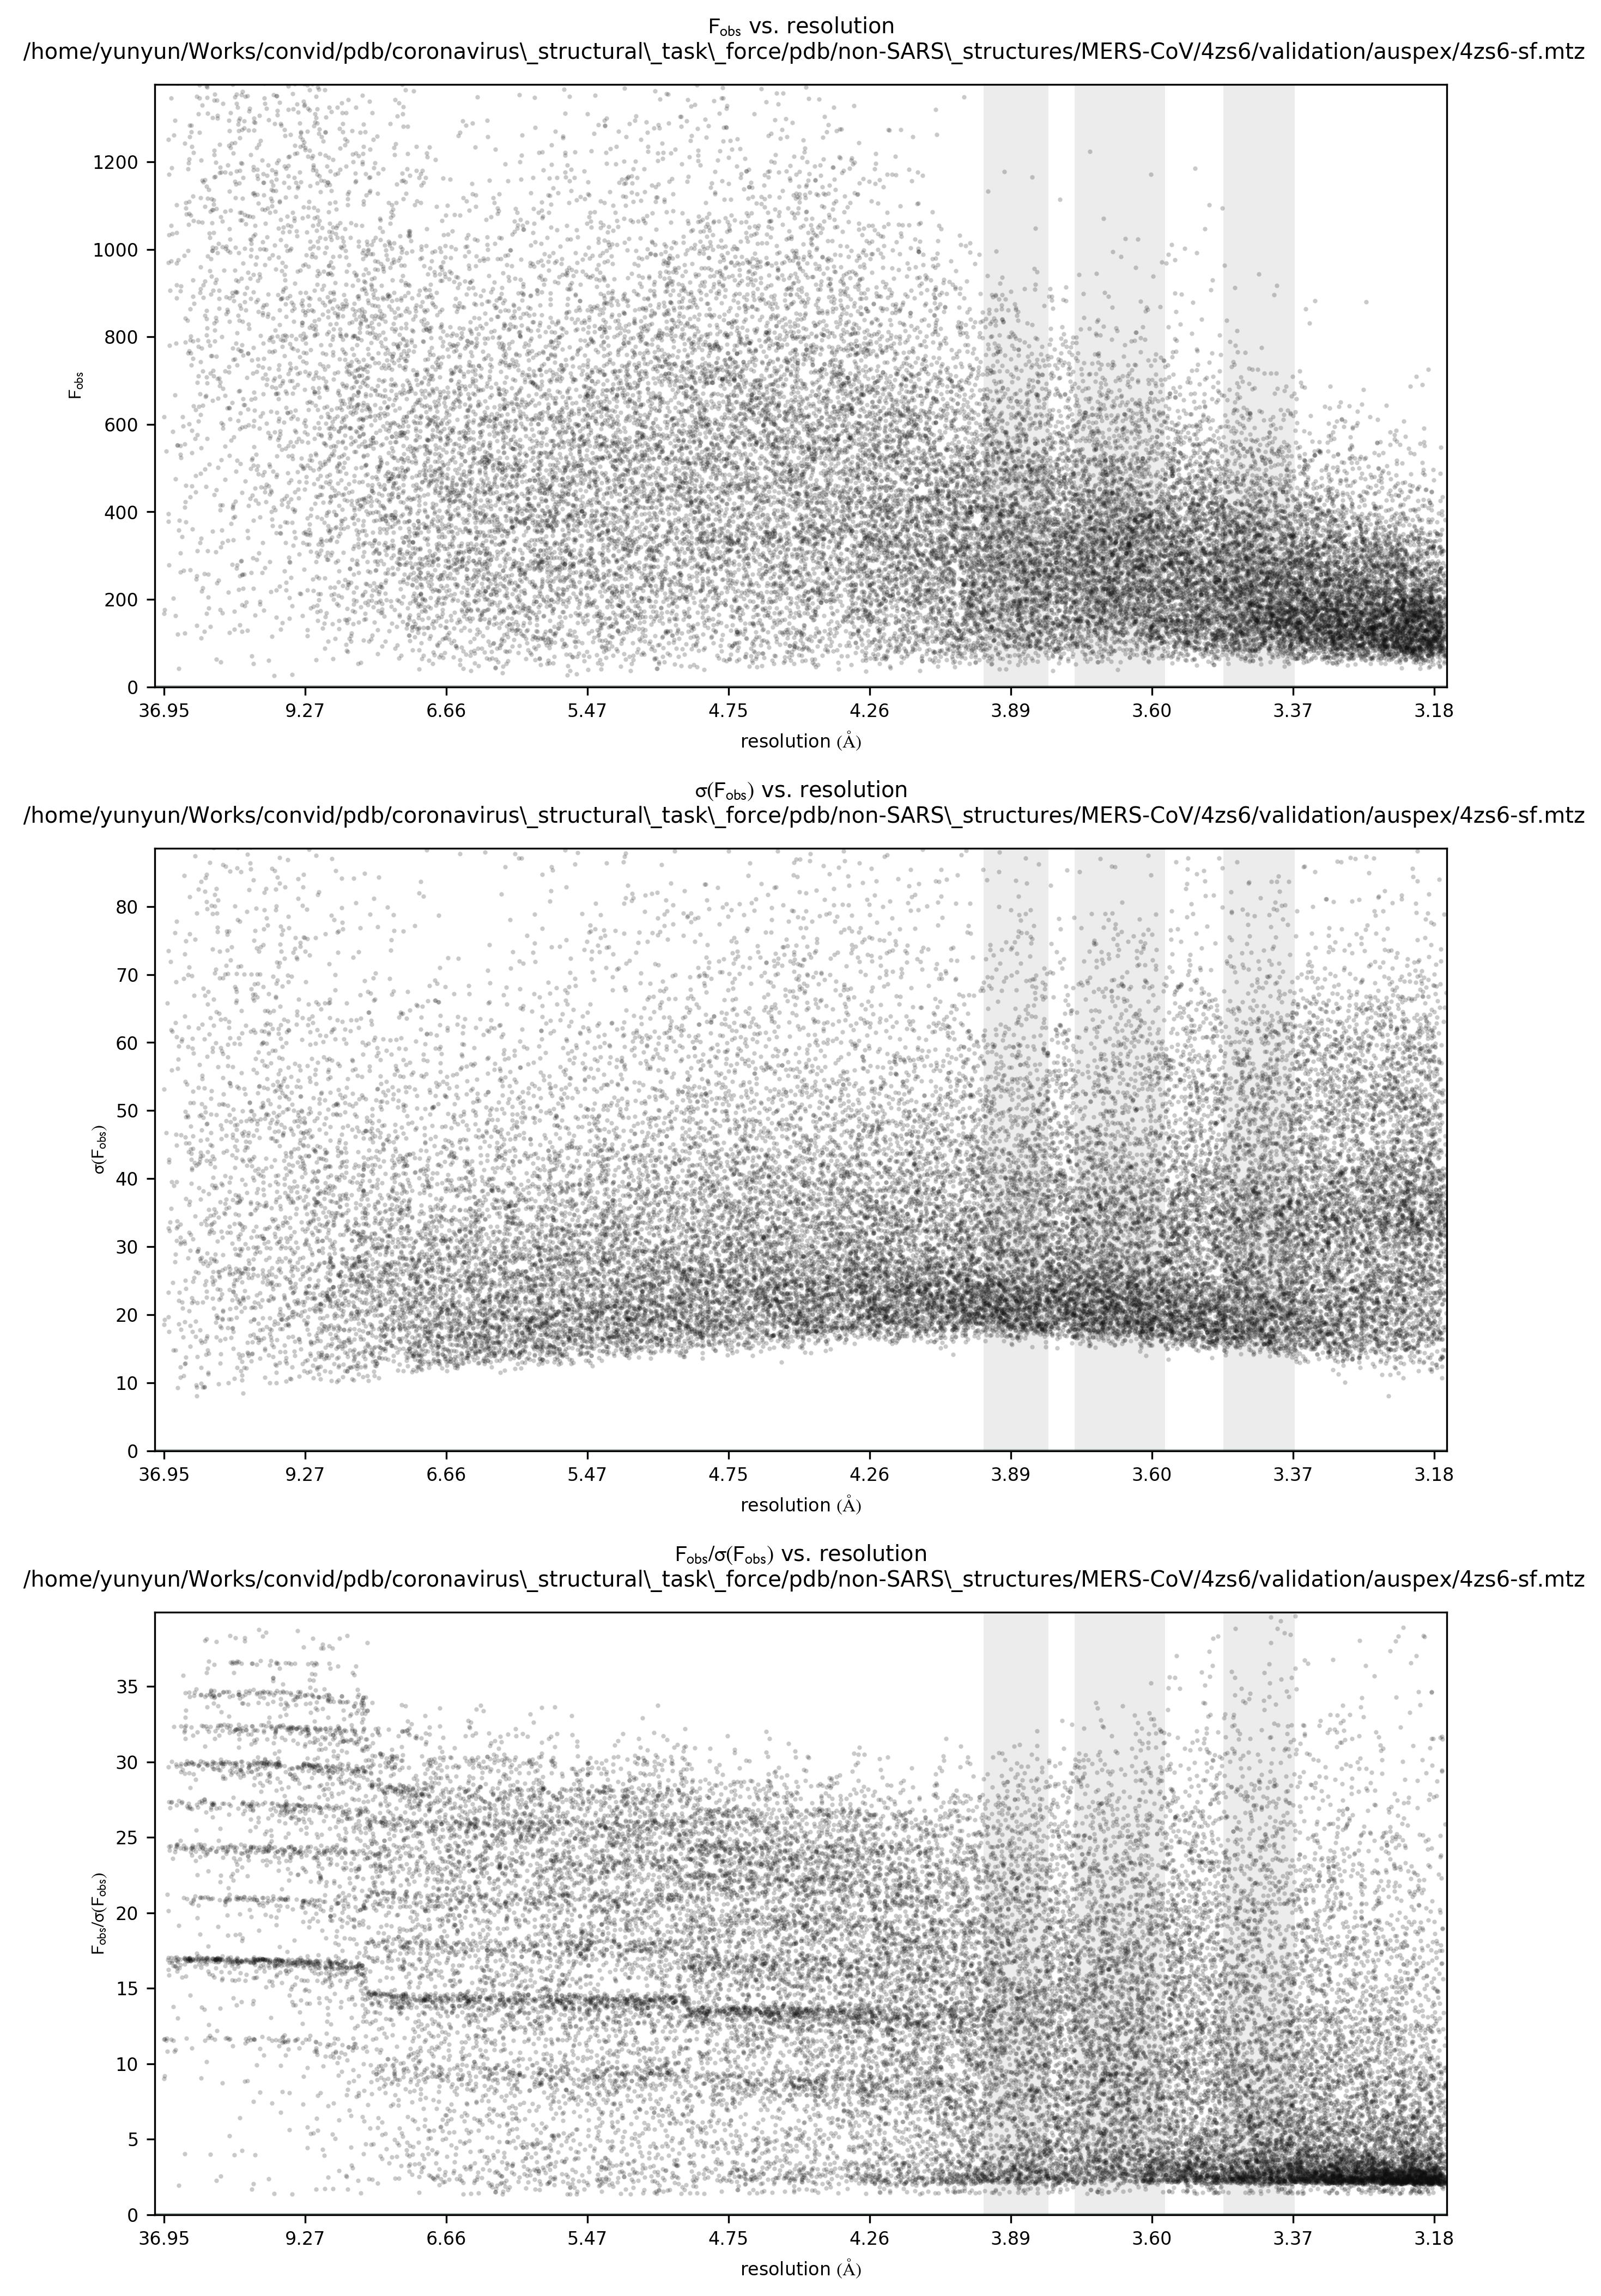 Fobs vs. resolution
/home/yunyun/Works/convid/pdb/coronavirus\_structural\_task\_force/pdb/non-SARS\_structures/MERS-CoV/4zs6/validation/auspex/4zs6-sf.mtz
1200
1000
800
600
400
200
0
Fobs
36.95 9.27 6.66 5.47 4.75 4.26 3.89 3.60 3.37 3.18
resolution (Å)
σ(Fobs) vs. resolution
/home/yunyun/Works/convid/pdb/coronavirus\_structural\_task\_force/pdb/non-SARS\_structures/MERS-CoV/4zs6/validation/auspex/4zs6-sf.mtz
80
70
60
50
40
30
20
10
0
σ(Fobs)
36.95 9.27 6.66 5.47 4.75 4.26 3.89 3.60 3.37 3.18
resolution (Å)
Fobs/σ(Fobs) vs. resolution
/home/yunyun/Works/convid/pdb/coronavirus\_structural\_task\_force/pdb/non-SARS\_structures/MERS-CoV/4zs6/validation/auspex/4zs6-sf.mtz
35
30
25
20
15
10
5
0
Fobs/σ(Fobs)
36.95 9.27 6.66 5.47 4.75 4.26 3.89 3.60 3.37 3.18
resolution (Å)